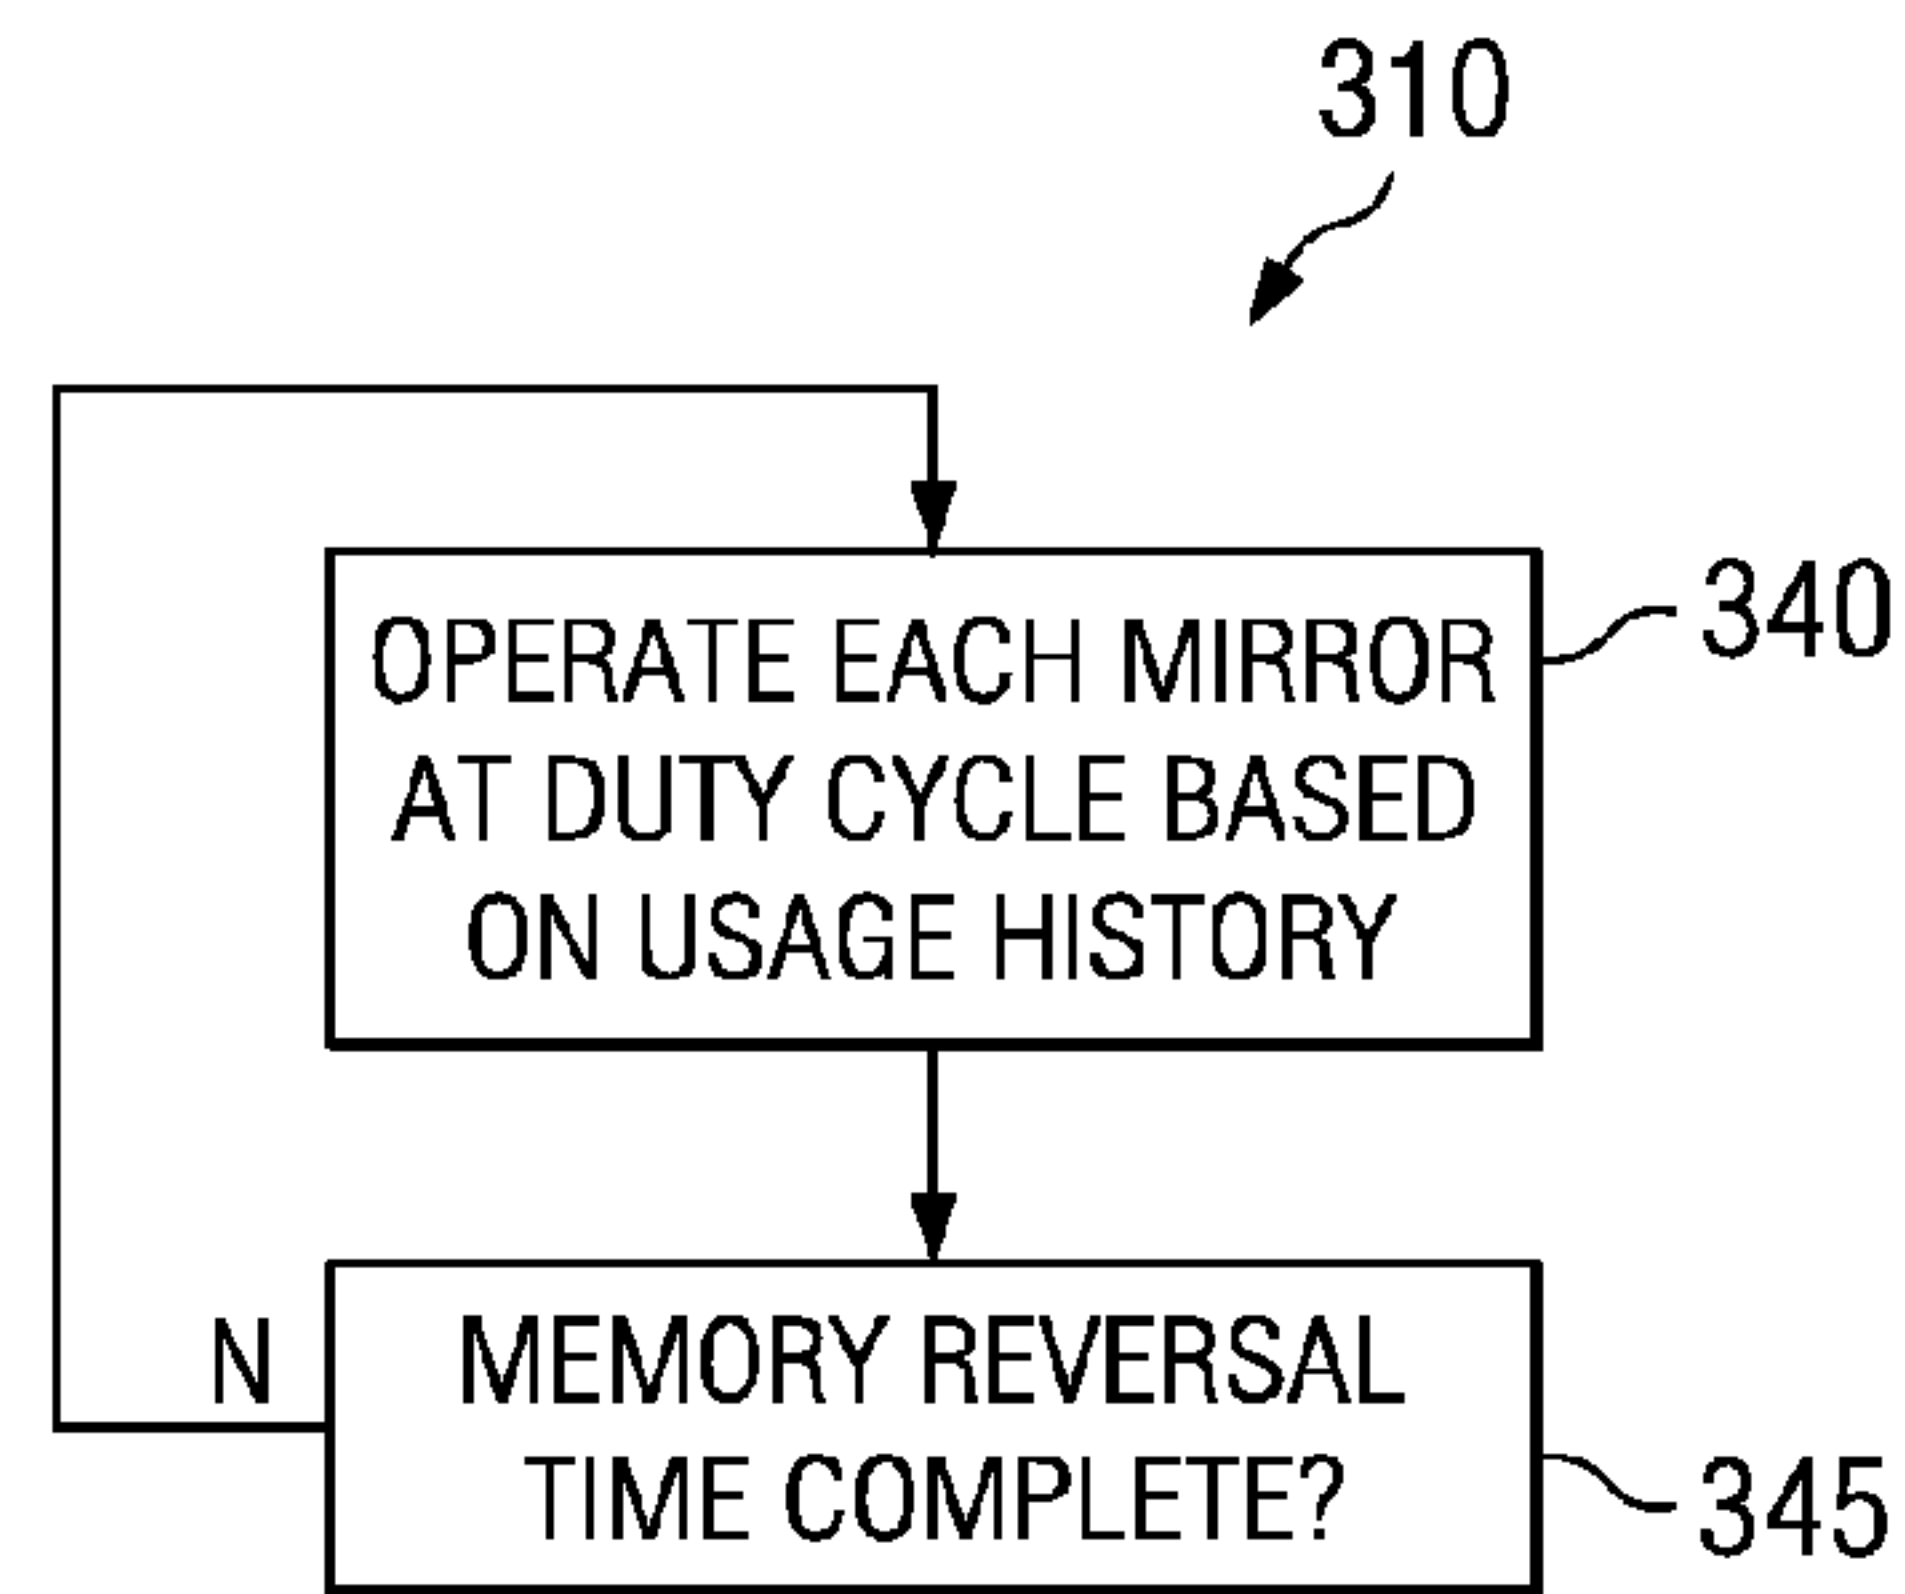 310
OPERATE EACH MIRROR
AT DUTY CYCLE BASED
ON USAGE HISTORY
340
N
MEMORY REVERSAL
TIME COMPLETE?
345